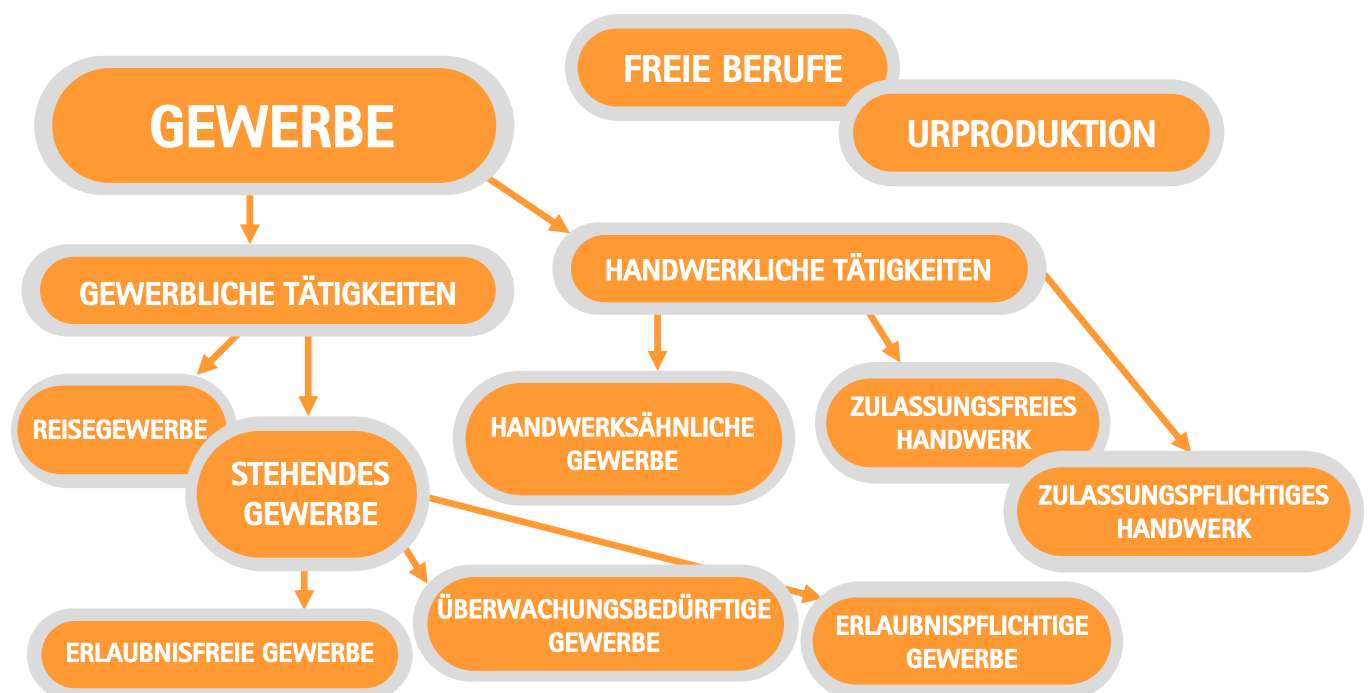 FREIE BERUFE
GEWERBE
URPRODUKTION
GEWERBLICHE TÄTIGKEITEN
HANDWERKLICHE TÄTIGKEITEN
REISEGEWERBE
STEHENDES
GEWERBE
HANDWERKSÄHNLICHE
GEWERBE
ZULASSUNGSFREIES
HANDWERK
ZULASSUNGSPFLICHTIGES
HANDWERK
ERLAUBNISFREIE GEWERBE
ÜBERWACHUNGSBEDÜRFTIGE
GEWERBE
ERLAUBNISPFLICHTIGE
GEWERBE